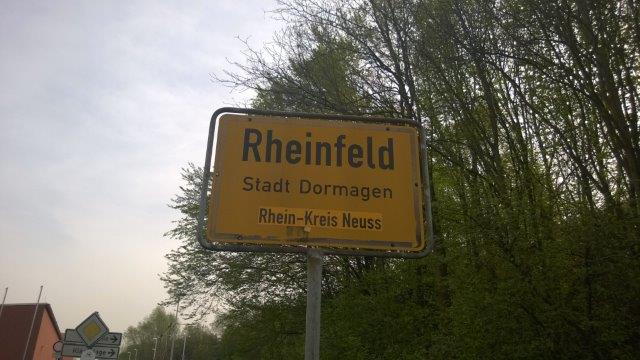 Rheinfeld
Stadt Dormagen
Rhein-Kreis Neuss